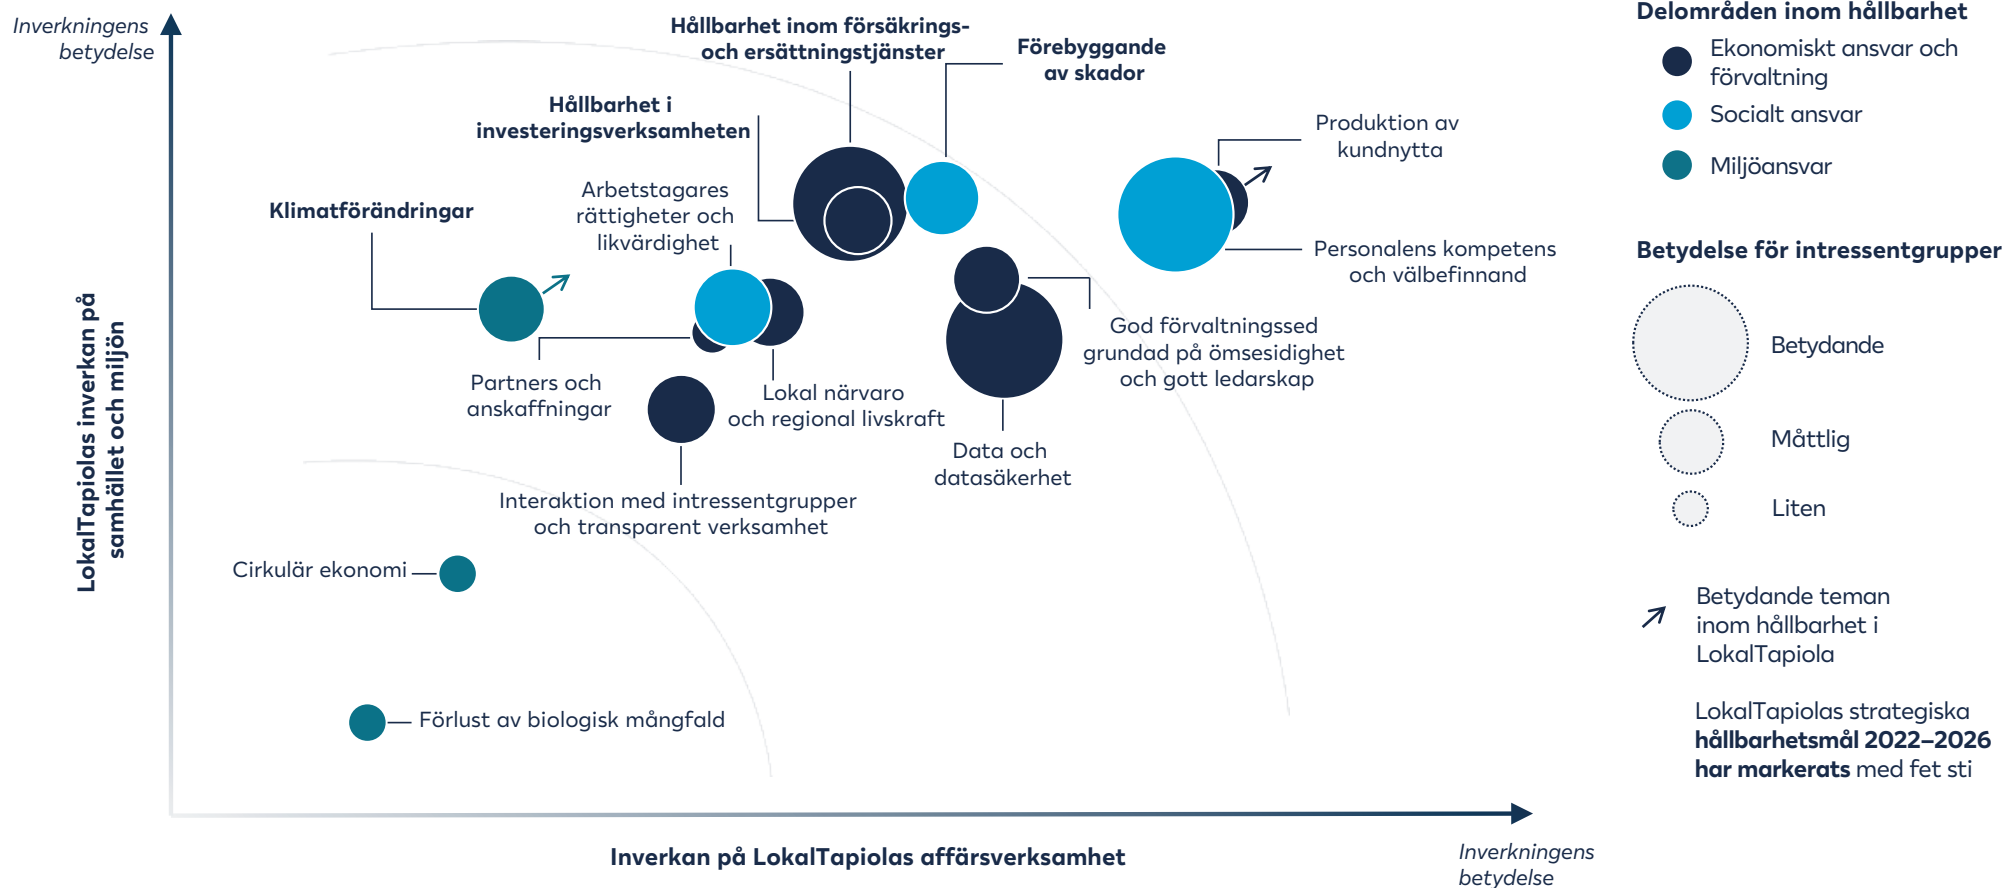 Inverkningens
betydelse
LokalTapiolas inverkan på
samhället och miljön
Hållbarhet inom försäkrings-
och ersättningstjänster
Förebyggande
av skador
Hållbarhet i
investeringsverksamheten
Produktion av
kundnytta
Arbetstagares
rättigheter och
likvärdighet
Klimatförändringar
Personalens kompetens
och välbefinnand
God förvaltningssed
grundad på ömsesidighet
och gott ledarskap
Partners och
anskaffningar
Lokal närvaro
och regional livskraft
Data och
datasäkerhet
Interaktion med intressentgrupper
och transparent verksamhet
Cirkulär ekonomi
Förlust av biologisk mångfald
Inverkan på LokalTapiolas affärsverksamhet
Inverkningens
betydelse
Delområden inom hållbarhet
Ekonomiskt ansvar och
förvaltning
Socialt ansvar
Miljöansvar
Betydelse för intressentgrupper
Betydande
Måttlig
Liten
Betydande teman
inom hållbarhet i
LokalTapiola
LokalTapiolas strategiska
hållbarhetsmål 2022–2026
har markerats med fet sti